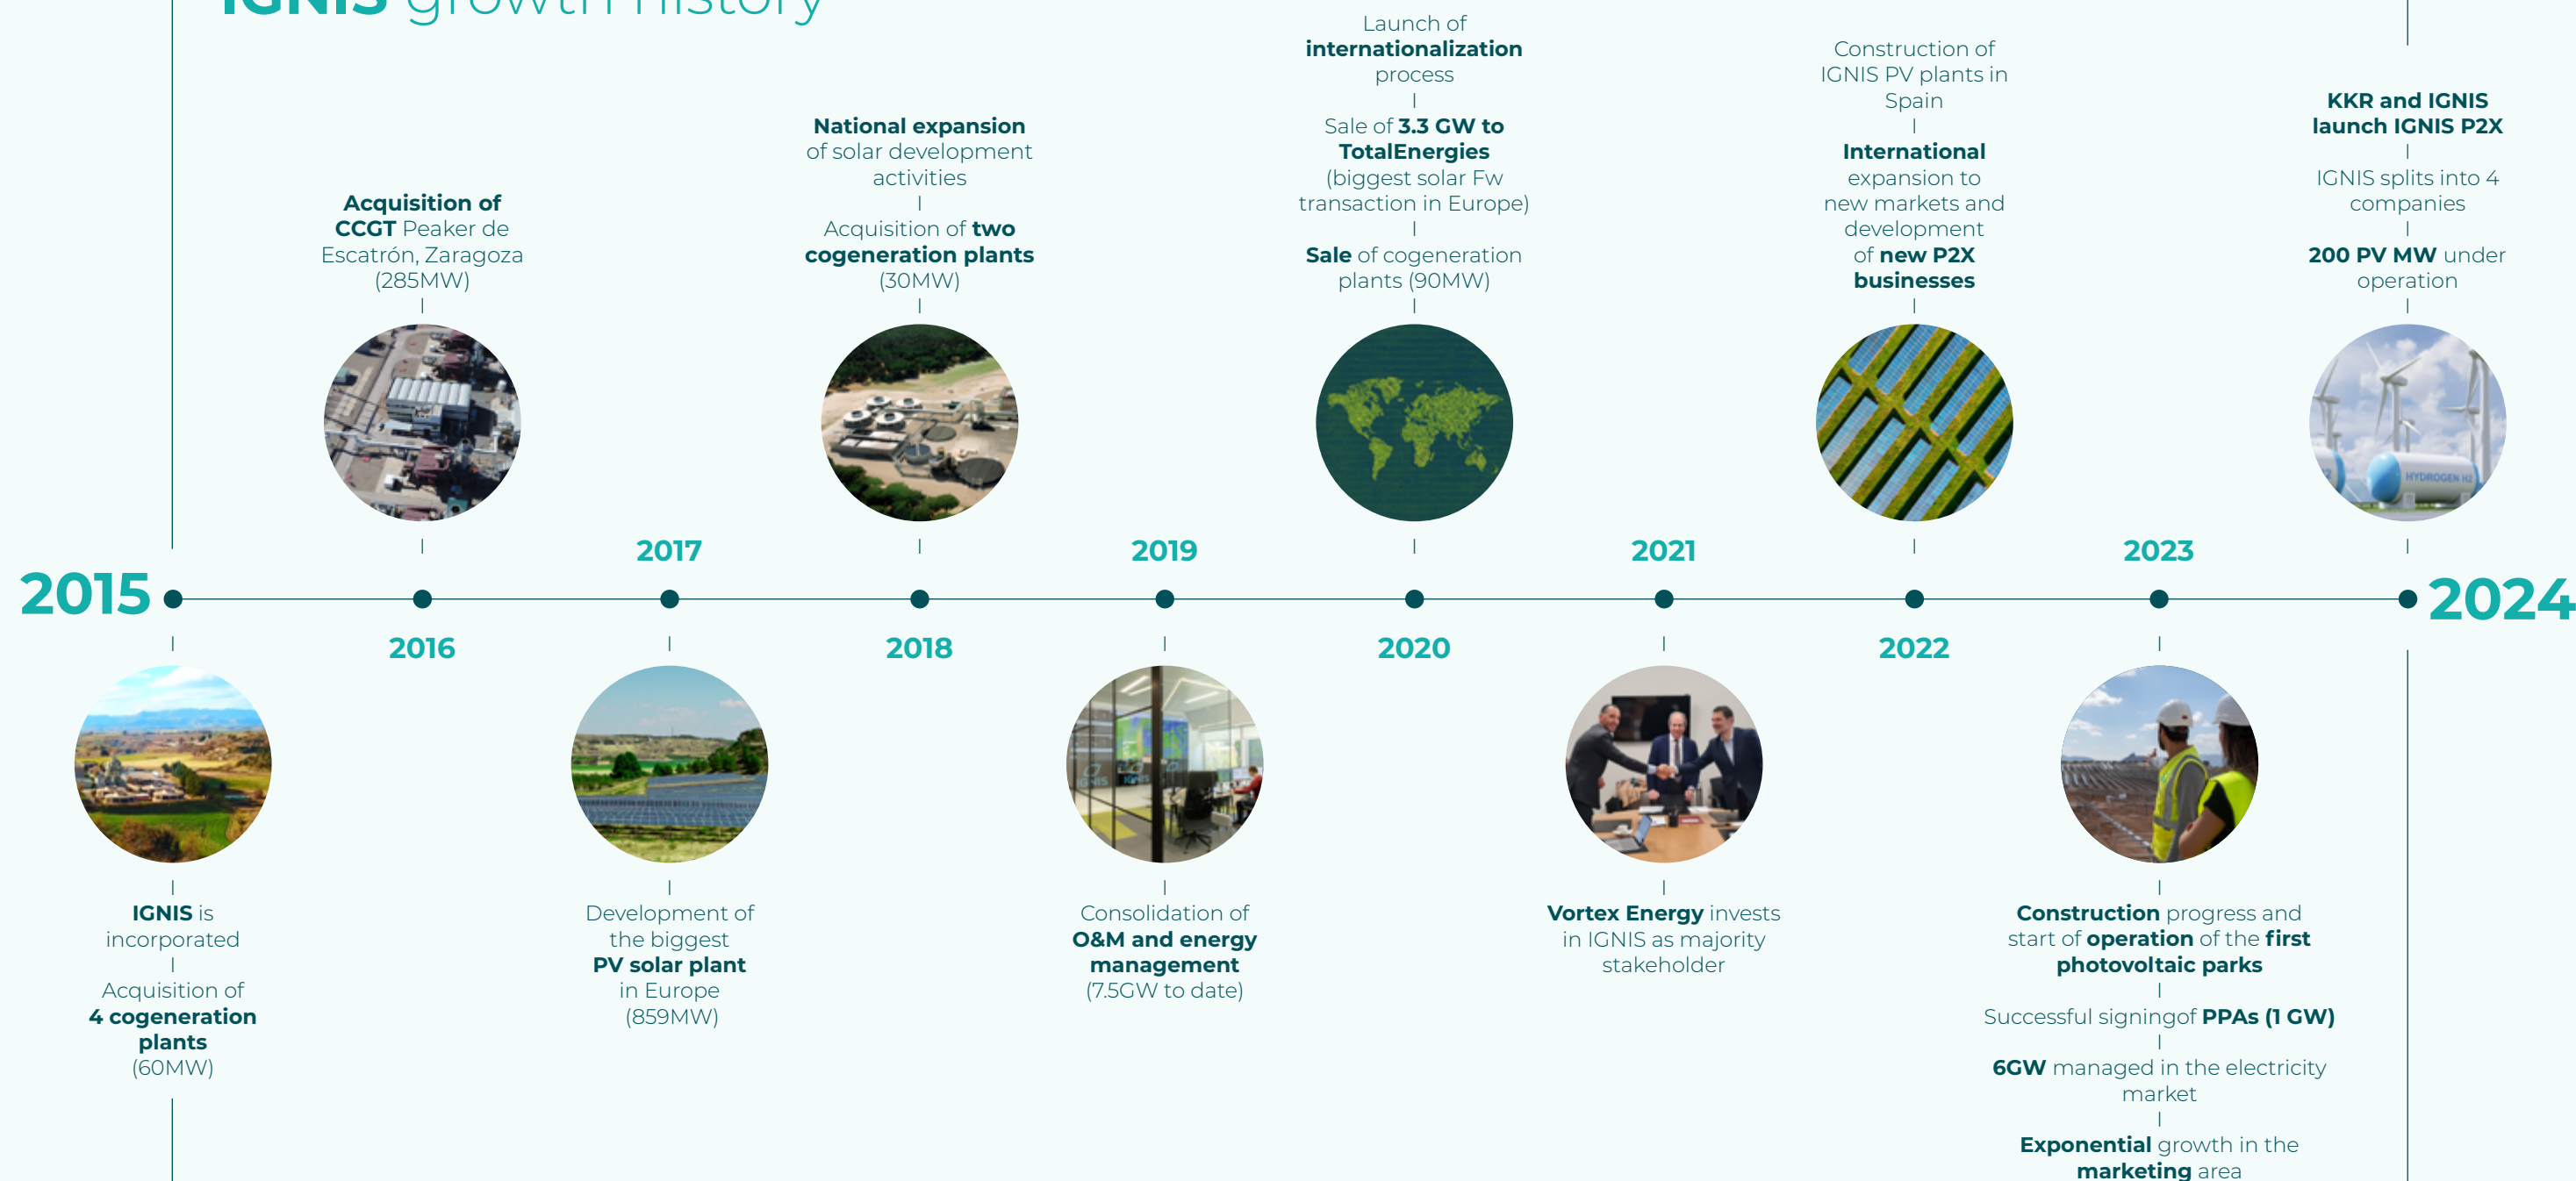 IGNIS growth history
2015
IGNIS is
incorporated
Acquisition of
4 cogeneration
plants
(60MW)
Acquisition of
CCGT Peaker de
Escatrón, Zaragoza
(285MW)
2016
2017
Development of
the biggest
PV solar plant
in Europe
(859MW)
National expansion
of solar development
activities
Acquisition of two
cogeneration plants
(30MW)
2018
2019
IGNIS
IGNIS
Consolidation of
O&M and energy
management
(7.5GW to date)
Launch of
internationalization
process
Sale of 3.3 GW to
TotalEnergies
(biggest solar Fw
transaction in Europe)
Sale of cogeneration
plants (90MW)
2020
2021
Vortex Energy invests
in IGNIS as majority
stakeholder
Construction of
IGNIS PV plants in
Spain
International
expansion to
new markets and
development
of new P2X
businesses
2022
2023
Construction progress and
start of operation of the first
photovoltaic parks
Successful signingof PPAs (1 GW)
6GW managed in the electricity
market
Exponential growth in the
marketing area
KKR and IGNIS
launch IGNIS P2X
IGNIS splits into 4
companies
200 PV MW under
operation
HYDROGEN H2
2024